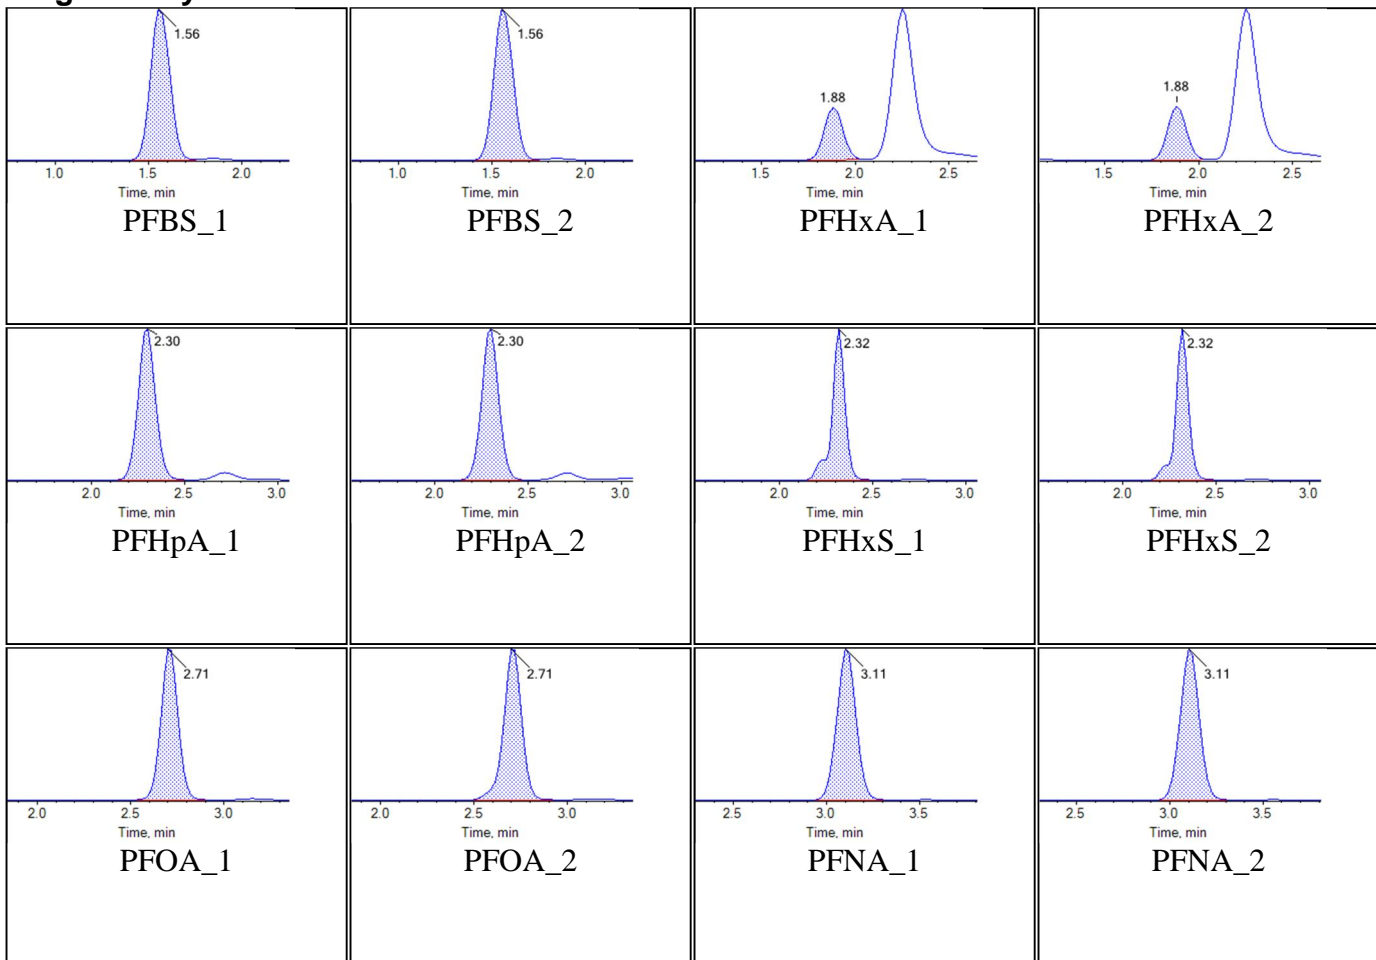 1.56 1.56 1.88 1.88
1.0 1.5 2.0 1.0 1.5 2.0 1.5 2.0 2.5 1.5 2.0 2.5
Time, min Time, min Time, min Time, min
PFBS_1 PFBS_2 PFHxA_1 PFHxA_2
2.30 2.30 2.32 2.32
2.0 2.5 3.0 2.0 2.5 3.0 2.0 2.5 3.0 2.0 2.5 3.0
Time, min Time, min Time, min Time, min
PFHpA_1 PFHpA_2 PFHxS_1 PFHxS_2
2.71 2.71 3.11 3.11
2.0 2.5 3.0 2.0 2.5 3.0 2.5 3.0 3.5 2.5 3.0 3.5
Time, min Time, min Time, min Time, min
PFOA_1 PFOA_2 PFNA_1 PFNA_2